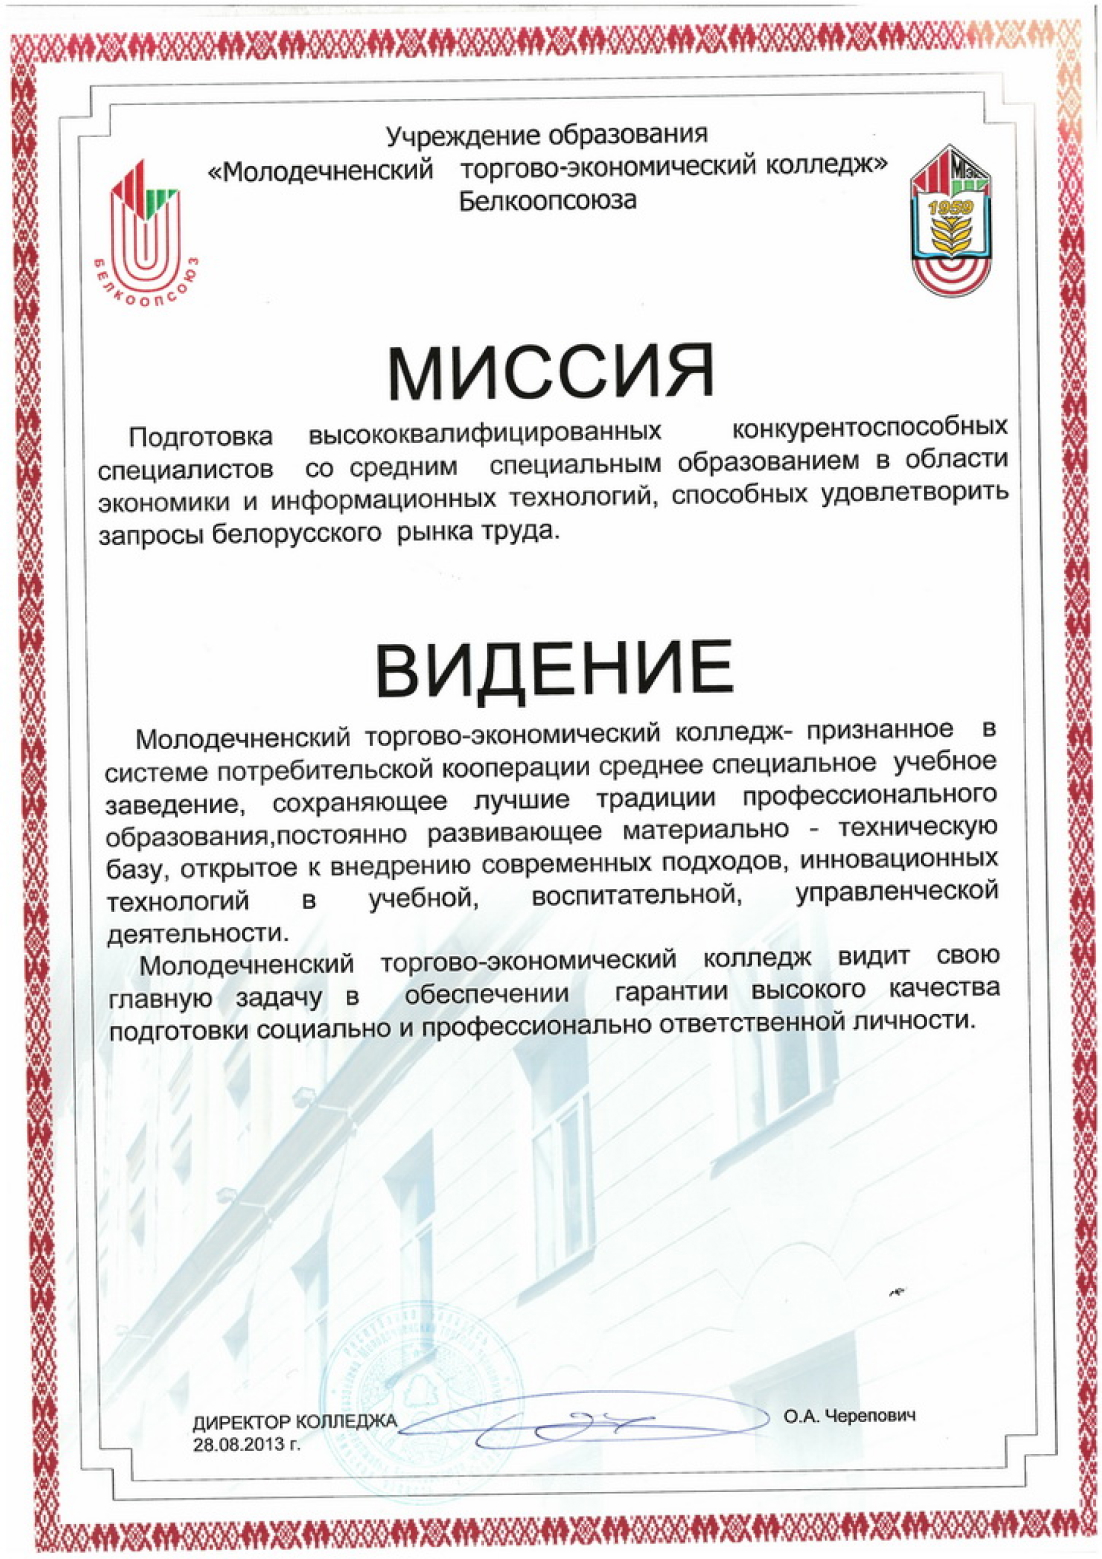 Учреждение образования
«Молодечненский торгово-экономический колледж»
Белкоопсоюза
БЕЛКООПСОЮЗ
МТЭК
1959
МИССИЯ
Подготовка высококвалифицированных конкурентоспособных
специалистов со средним специальным образованием в области
экономики и информационных технологий, способных удовлетворить
запросы белорусского рынка труда.
ВИДЕНИЕ
Молодечненский торгово-экономический колледж- признанное в
системе потребительской кооперации среднее специальное учебное
заведение, сохраняющее лучшие традиции профессионального
образования,постоянно развивающее материально - техническую
базу, открытое к внедрению современных подходов, инновационных
технологий в учебной, воспитательной, управленческой
деятельности.
Молодечненский торгово-экономический колледж видит свою
главную задачу в обеспечении гарантии высокого качества
подготовки социально и профессионально ответственной личности.
ДИРЕКТОР КОЛЛЕДЖА
О.А. Черепович
28.08.2013 г.